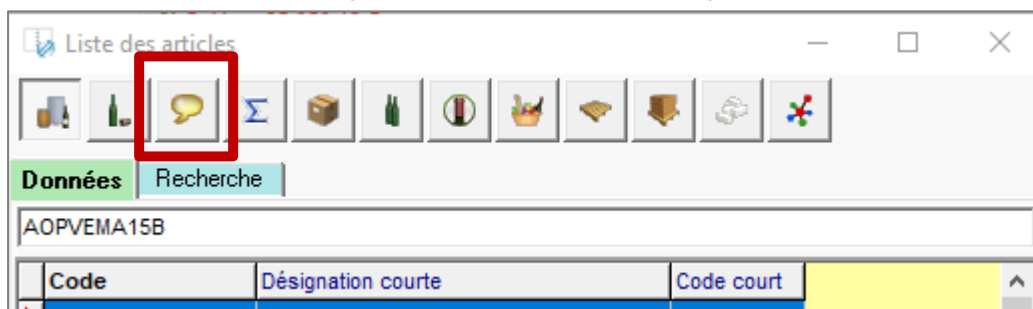 Liste des articles
Données Recherche
AOPVEMA15B
Code Désignation courte Code court